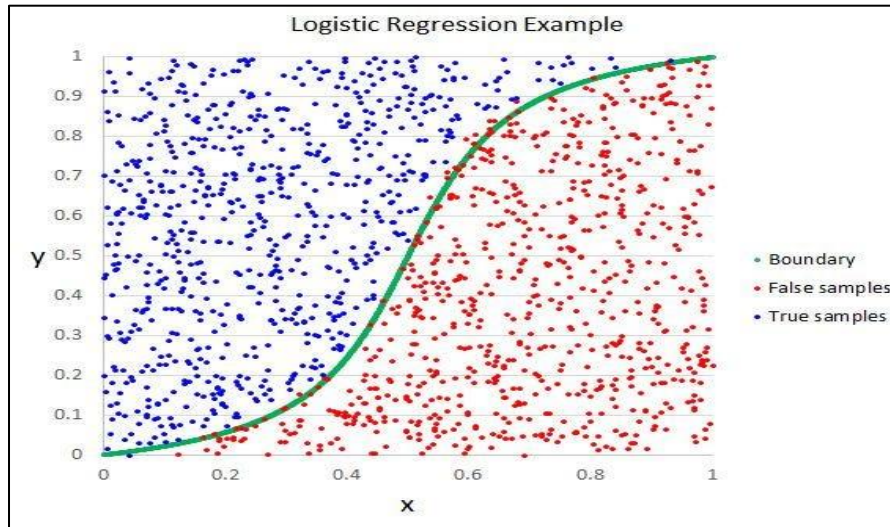 Logistic Regression Example
1
0.9
0.8
0.7
0.6
0.5
0.4
0.3
0.2
0.1
0
y
0 0.2 0.4 0.6 0.8 1
x
Boundary
False samples
True samples